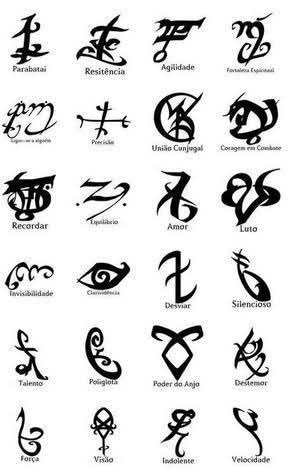 Parabatai
Resitência
Agilidade
Fortaleza Espiritual
Ligar-se a alguém
Precisão
União Cunjugal
Coragem em Combate
Recordar
Equilíbrio
Amor
Luto
Invisibilidade
Clarividência
Desviar
Silencioso
Talento
Poliglota
Poder do Anjo
Destemor
Força
Visão
Indolente
Velocidade